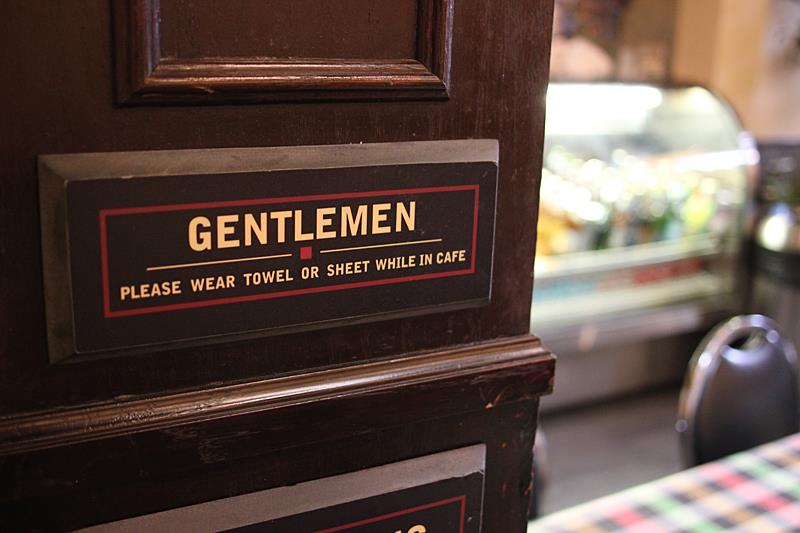 GENTLEMEN
PLEASE WEAR TOWEL OR SHEET WHILE IN CAFE